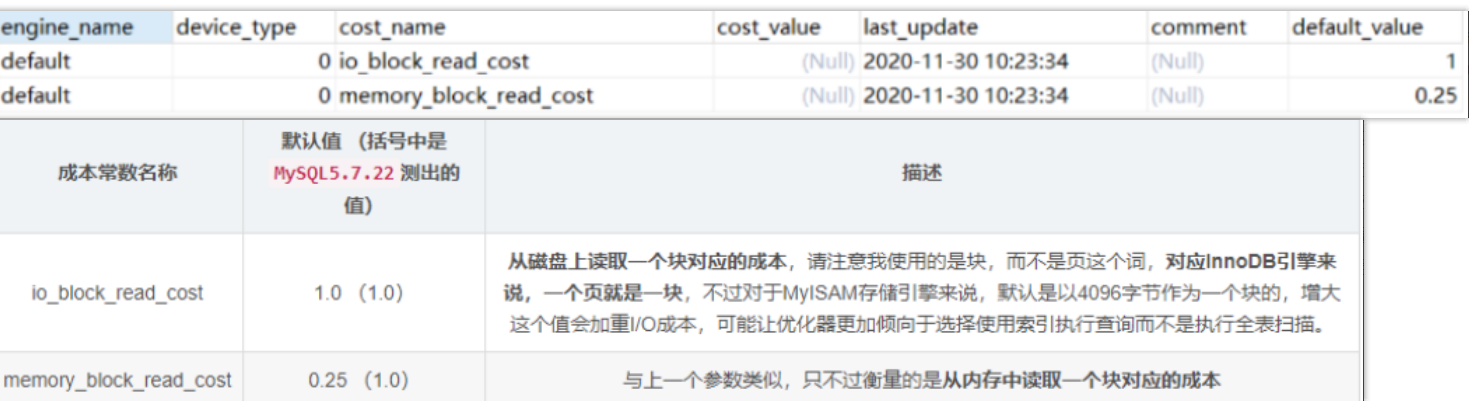 engine_name device_type cost_name cost_value last_update comment default_value
default 0 io_block_read_cost (Null) 2020-11-30 10:23:34 (Null) 1
default 0 memory_block_read_cost (Null) 2020-11-30 10:23:34 (Null) 0.25
成本常数名称
默认值 （括号中是
MySQL5.7.22 测出的
值）
描述
io_block_read_cost
1.0 （1.0）
从磁盘上读取一个块对应的成本，请注意我使用的是块，而不是页这个词，对应InnoDB引擎来
说，一个页就是一块，不过对于MyISAM存储引擎来说，默认是以4096字节作为一个块的，增大
这个值会加重I/O成本，可能让优化器更加倾向于选择使用索引执行查询而不是执行全表扫描。
memory_block_read_cost
0.25 （1.0）
与上一个参数类似，只不过衡量的是从内存中读取一个块对应的成本